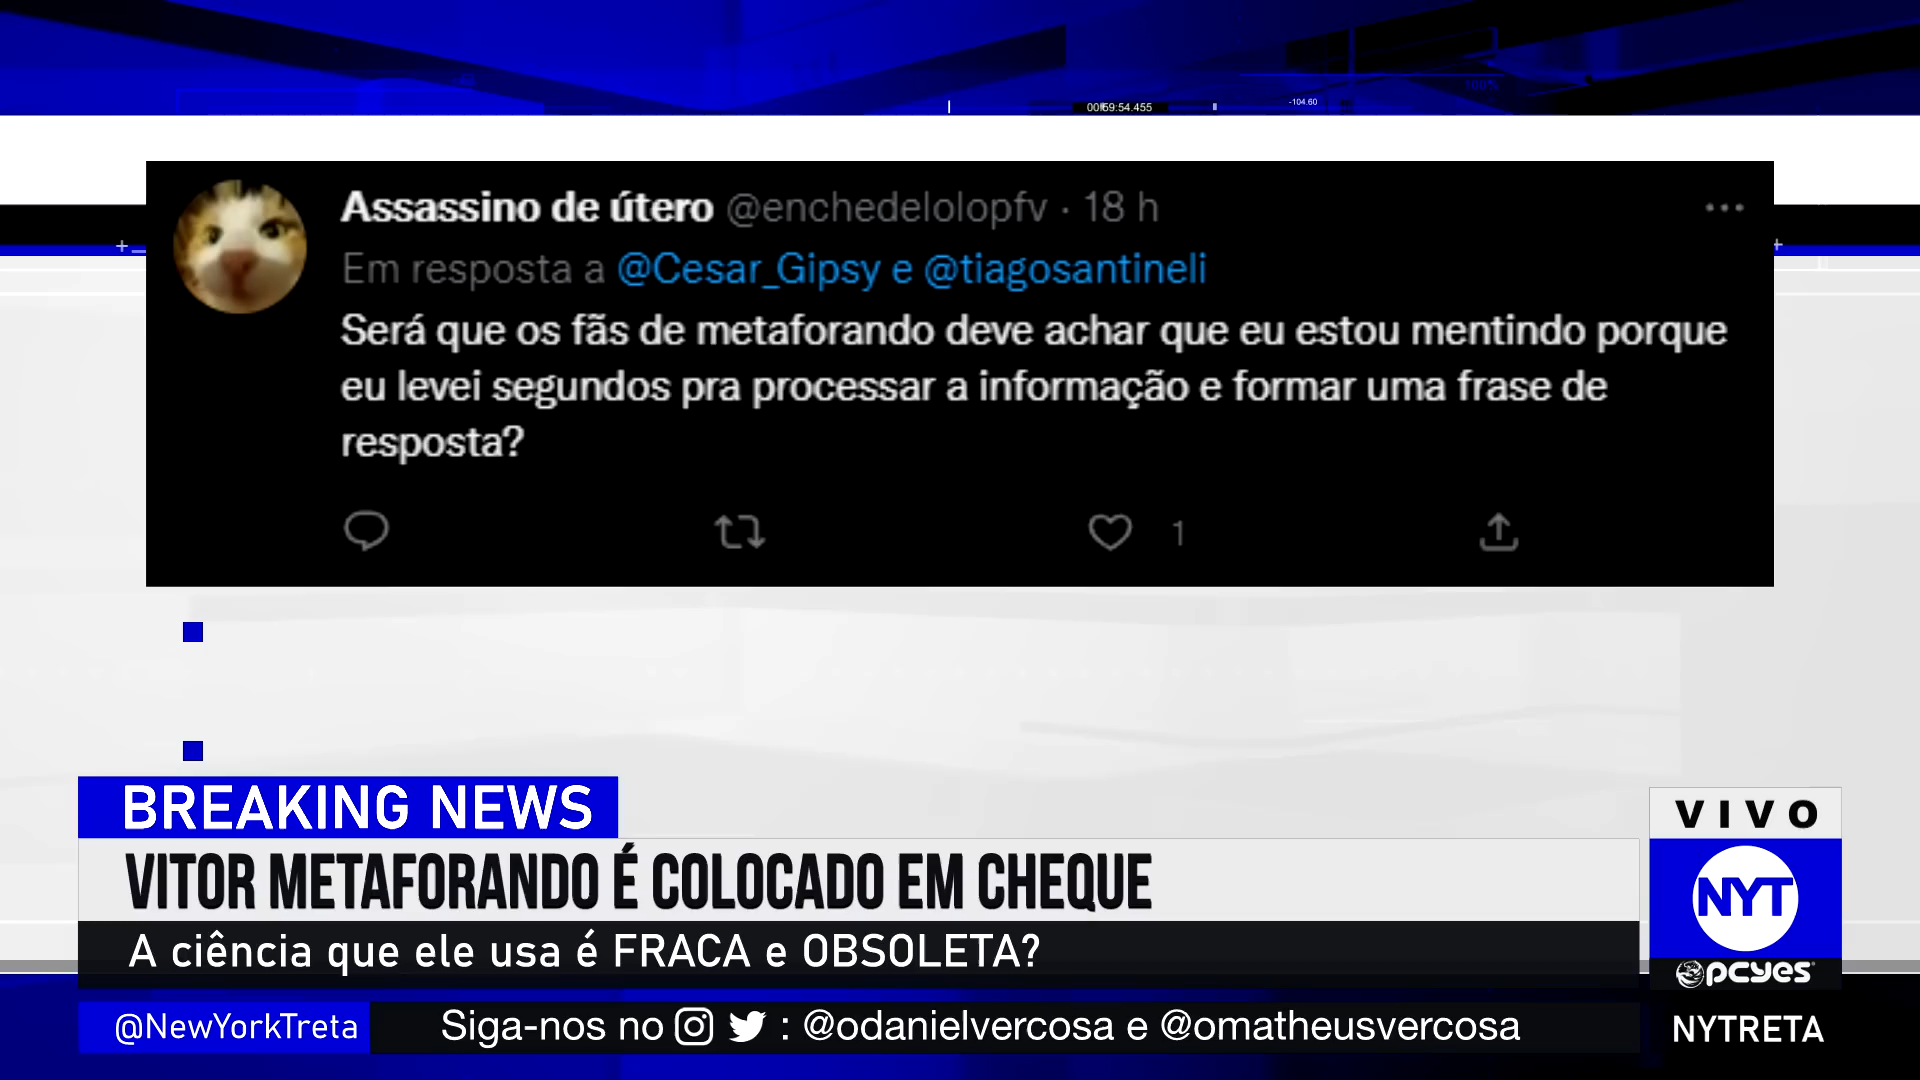 00:59:54.455
-104.60
100%
Assassino de útero @enchedelolopfv · 18 h
Em resposta a @Cesar_Gipsy e @tiagosantineli
Será que os fãs de metaforando deve achar que eu estou mentindo porque
eu levei segundos pra processar a informação e formar uma frase de
resposta?
1
BREAKING NEWS
VITOR METAFORANDO É COLOCADO EM CHEQUE
A ciência que ele usa é FRACA e OBSOLETA?
VIVO
NYT
pcyes
@NewYorkTreta
Siga-nos no : @odanielvercosa e @omatheusvercosa
NYTRETA